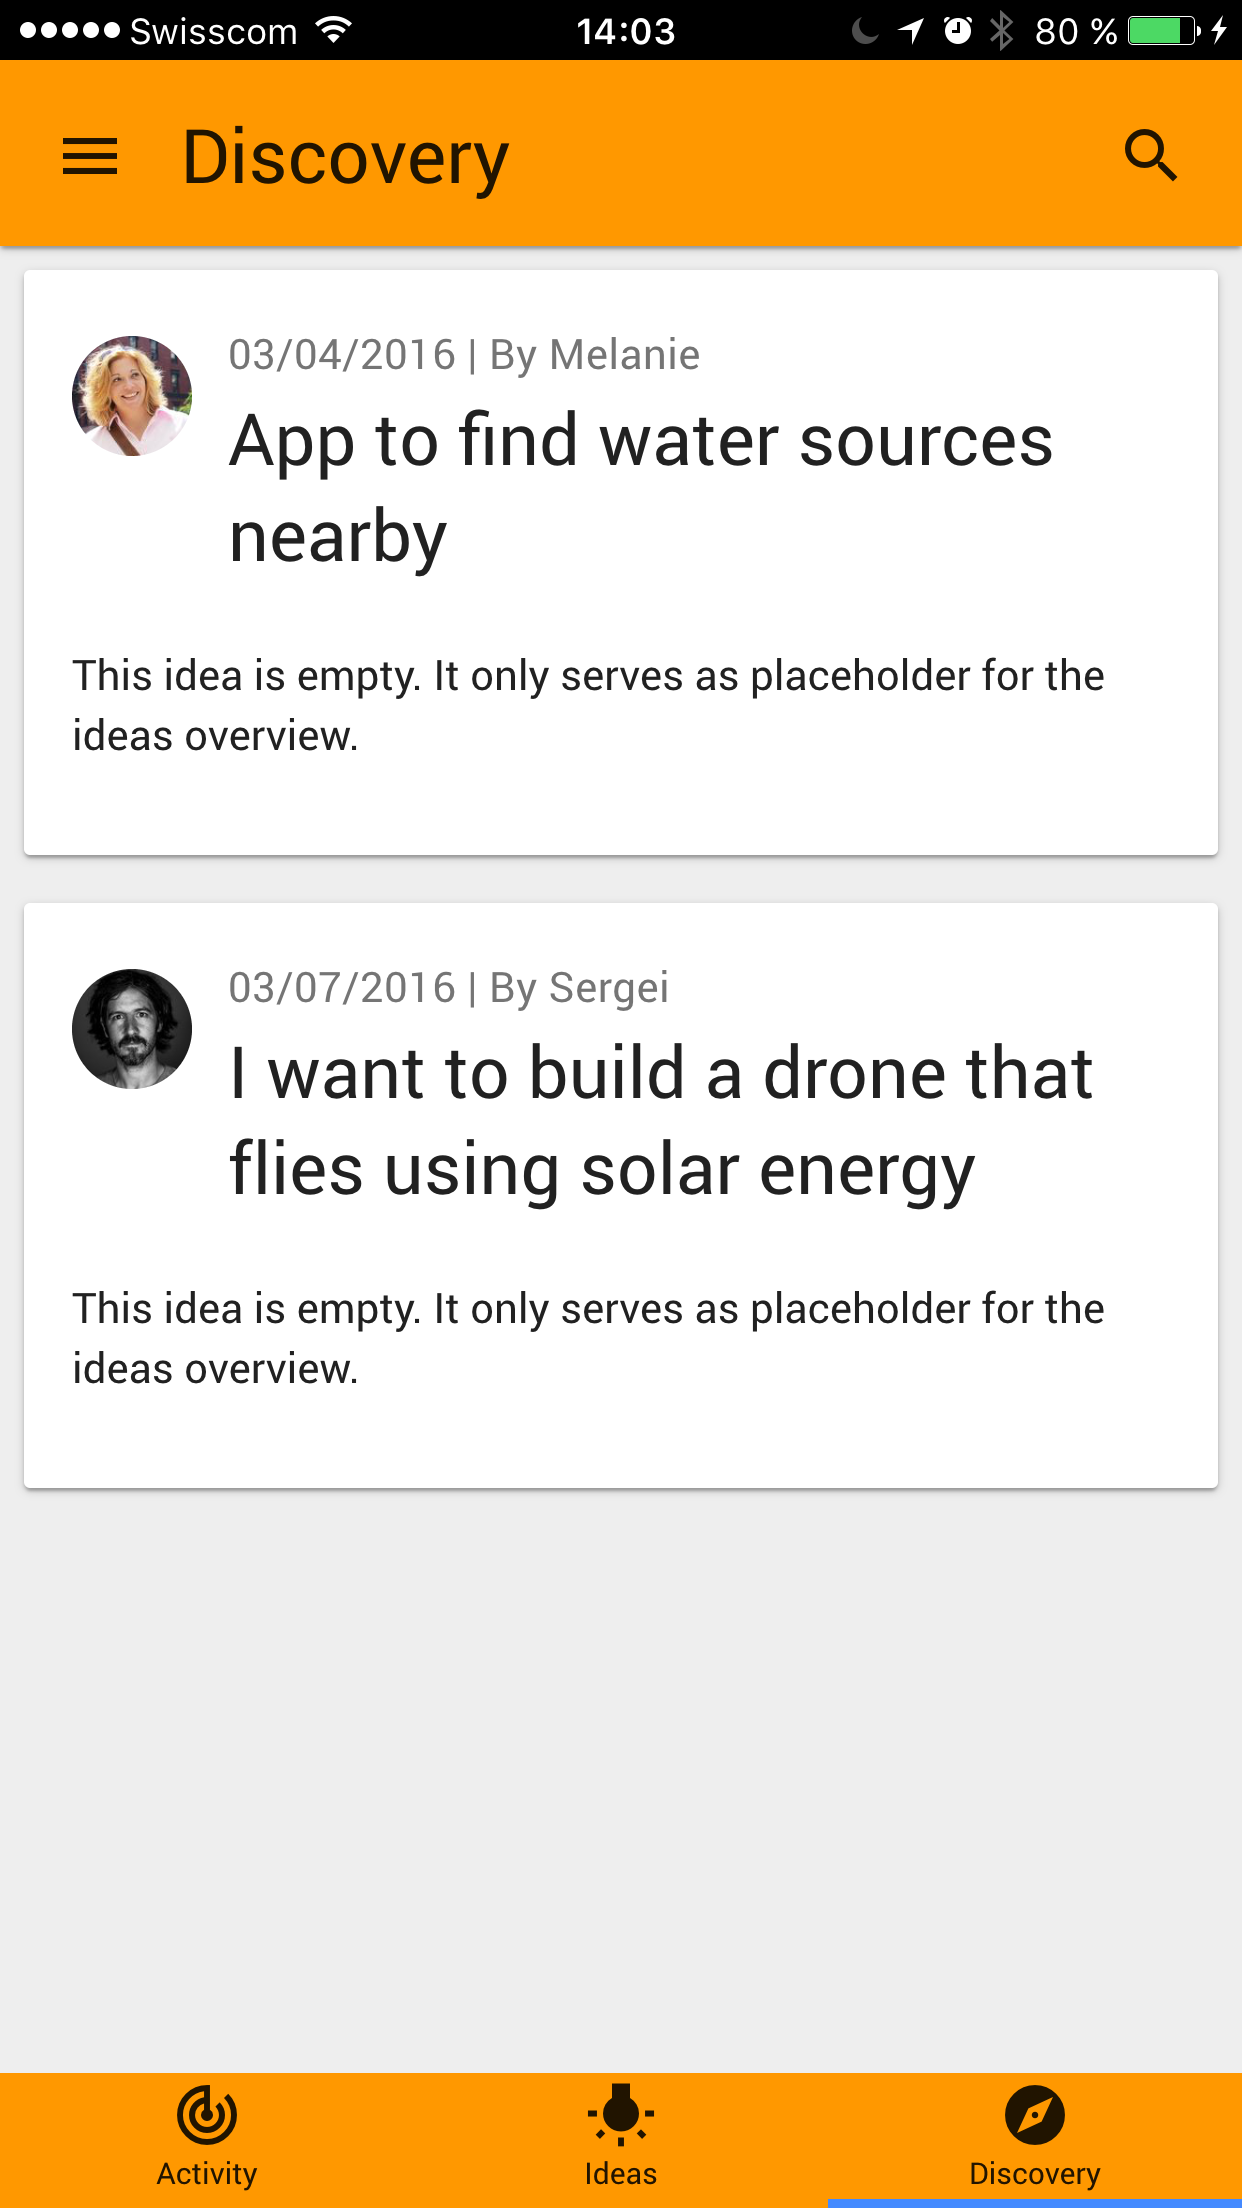 Swisscom 14:03 80 %
Discovery
03/04/2016 | By Melanie
App to find water sources
nearby
This idea is empty. It only serves as placeholder for the
ideas overview.
03/07/2016 | By Sergei
I want to build a drone that
flies using solar energy
This idea is empty. It only serves as placeholder for the
ideas overview.
Activity Ideas Discovery